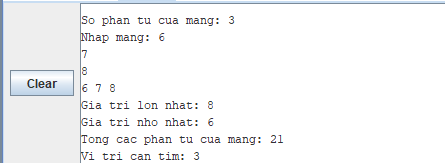 So phan tu cua mang: 3
Nhap mang: 6
7
8
6 7 8
Clear
Gia tri lon nhat: 8
Gia tri nho nhat: 6
Tong cac phan tu cua mang: 21
Vi tri can tim: 3